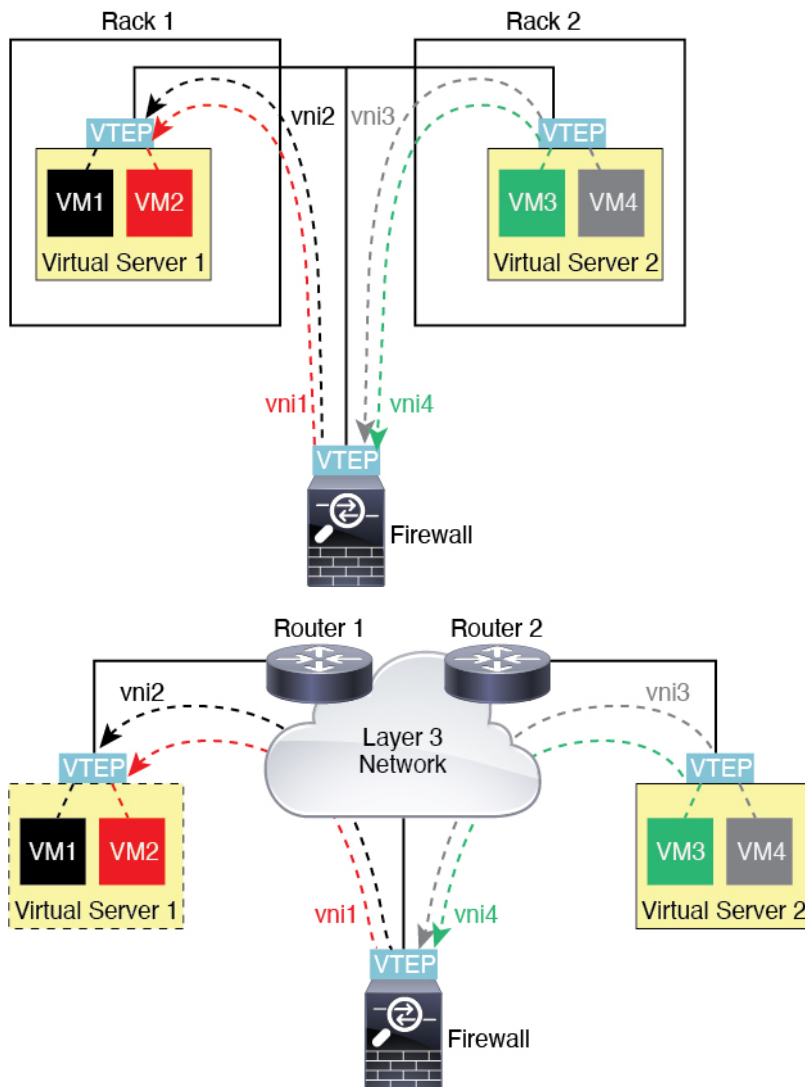 Rack 1
Rack 2
vni2
vni3
VTEP
VTEP
VM1
VM2
VM3
VM4
Virtual Server 1
Virtual Server 2
vni1
vni4
VTEP
Firewall
Router 1
Router 2
vni2
vni3
Layer 3
Network
VTEP
VTEP
VM1
VM2
VM3
VM4
Virtual Server 1
Virtual Server 2
vni1
vni4
VTEP
Firewall